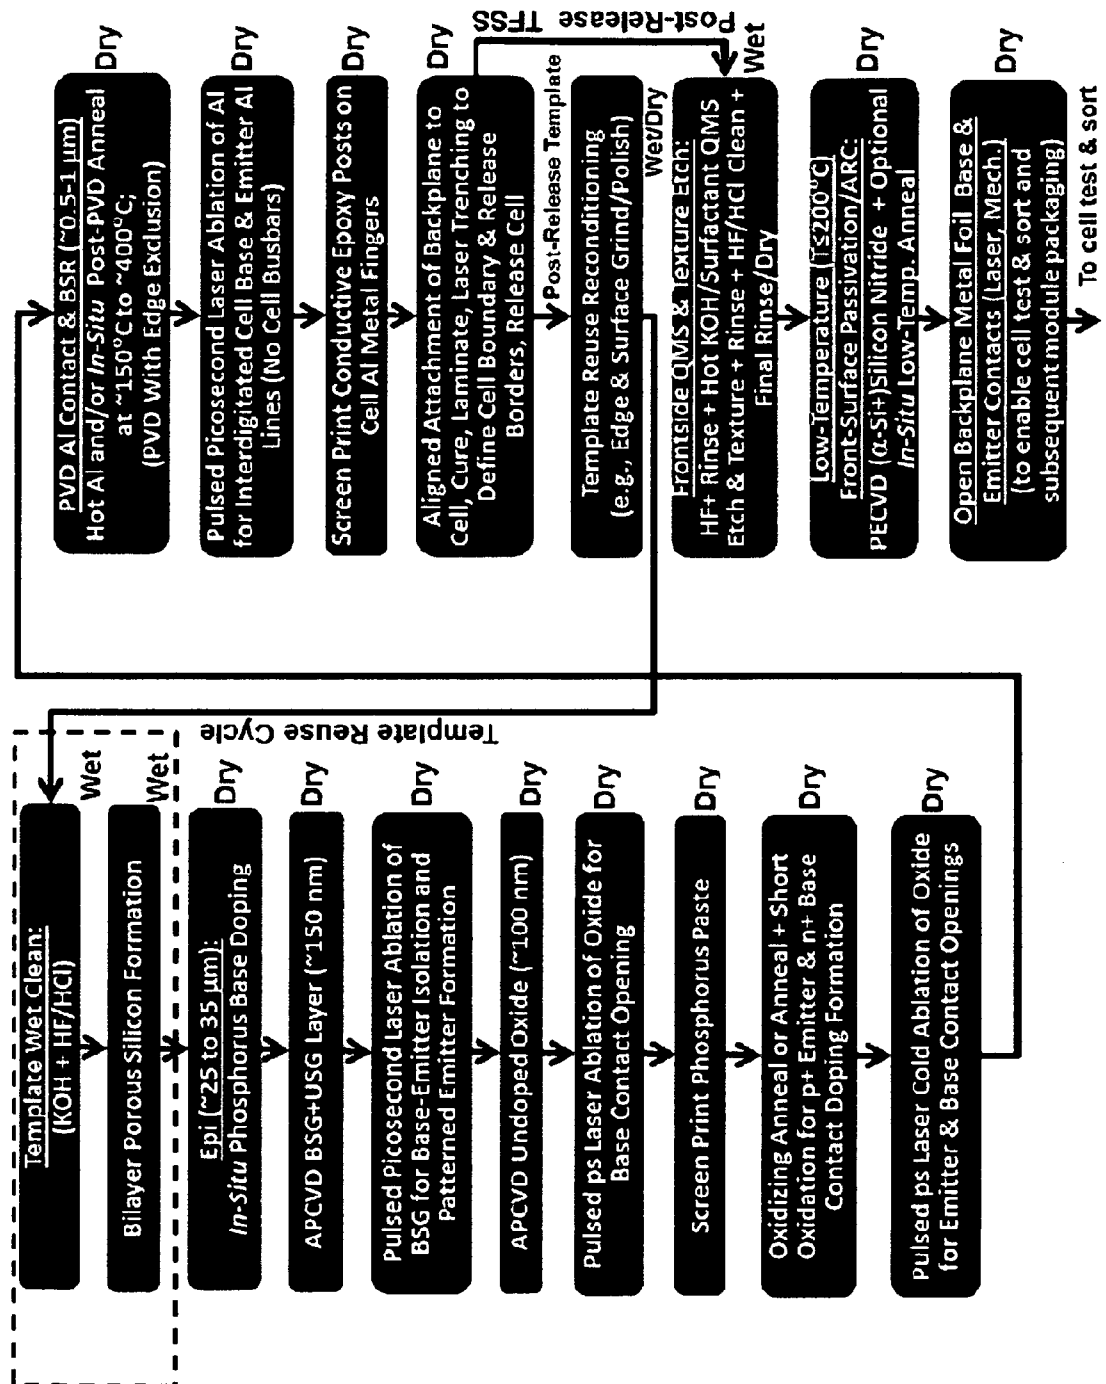 Template Wet Clean:
(KOH + HF/HCl)
Wet
Bilayer Porous Silicon Formation
Wet
Epi (~25 to 35 µm):
In-Situ Phosphorus Base Doping
Dry
APCVD BSG+USG Layer (~150 nm)
Dry
Pulsed Picosecond Laser Ablation of
BSG for Base-Emitter Isolation and
Patterned Emitter Formation
Dry
APCVD Undoped Oxide (~100 nm)
Dry
Pulsed ps Laser Ablation of Oxide for
Base Contact Opening
Dry
Screen Print Phosphorus Paste
Dry
Oxidizing Anneal or Anneal + Short
Oxidation for p+ Emitter & n+ Base
Contact Doping Formation
Dry
Pulsed ps Laser Cold Ablation of Oxide
for Emitter & Base Contact Openings
Dry
Template Reuse Cycle
PVD Al Contact & BSR (~0.5-1 µm)
Hot Al and/or In-Situ Post-PVD Anneal
at ~150°C to ~400°C;
(PVD With Edge Exclusion)
Dry
Pulsed Picosecond Laser Ablation of Al
for Interdigitated Cell Base & Emitter Al
Lines (No Cell Busbars)
Dry
Screen Print Conductive Epoxy Posts on
Cell Al Metal Fingers
Dry
Aligned Attachment of Backplane to
Cell, Cure, Laminate, Laser Trenching to
Define Cell Boundary & Release
Borders, Release Cell
Dry
Post-Release TFSS
Post-Release Template
Template Reuse Reconditioning
(e.g., Edge & Surface Grind/Polish)
Wet/Dry
Frontside QMS & Texture Etch:
HF+ Rinse + Hot KOH/Surfactant QMS
Etch & Texture + Rinse + HF/HCl Clean +
Final Rinse/Dry
Wet
Low-Temperature (T≤200°C)
Front-Surface Passivation/ARC:
PECVD (α-Si+)Silicon Nitride + Optional
In-Situ Low-Temp. Anneal
Dry
Open Backplane Metal Foil Base &
Emitter Contacts (Laser, Mech.)
(to enable cell test & sort and
subsequent module packaging)
Dry
To cell test & sort